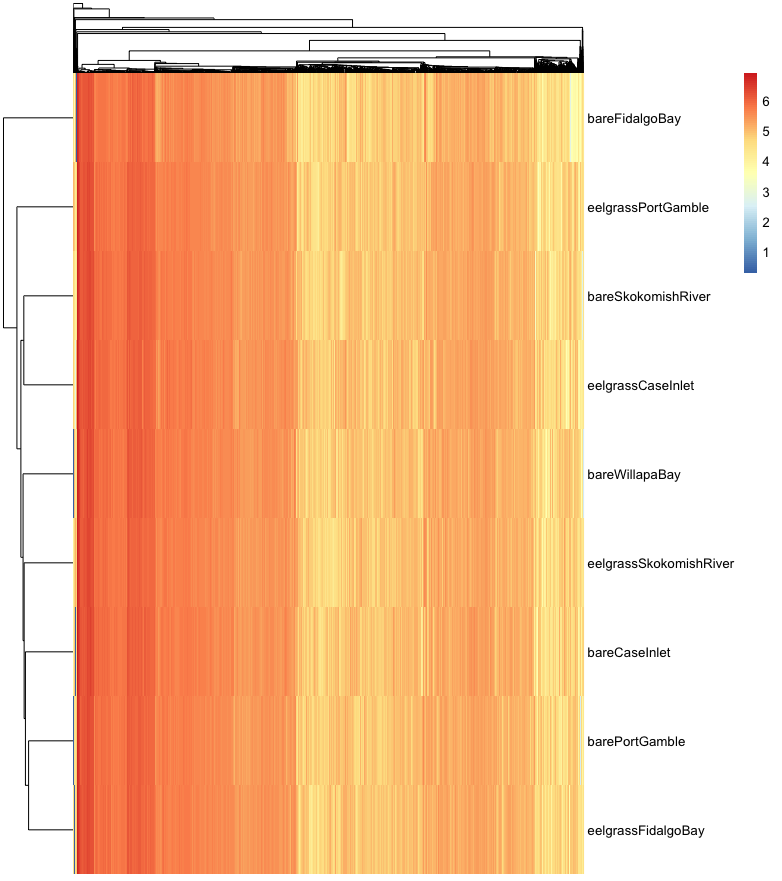 bareFidalgoBay
eelgrassPortGamble
bareSkokomishRiver
eelgrassCaseInlet
bareWillapaBay
eelgrassSkokomishRiver
bareCaseInlet
barePortGamble
eelgrassFidalgoBay
6
5
4
3
2
1